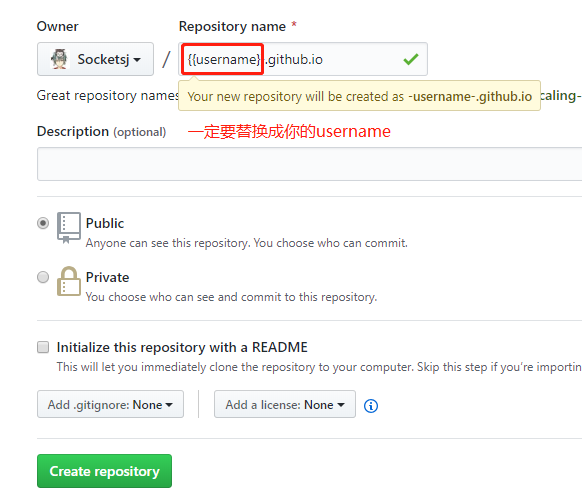 Owner
Repository name *
Socketsj
/
{{username}}.github.io
Great repository names
Your new repository will be created as -username-.github.io
caling-
Description (optional)
一定要替换成你的username
Public
Anyone can see this repository. You choose who can commit.
Private
You choose who can see and commit to this repository.
Initialize this repository with a README
This will let you immediately clone the repository to your computer. Skip this step if you're importin
Add .gitignore: None
Add a license: None
Create repository